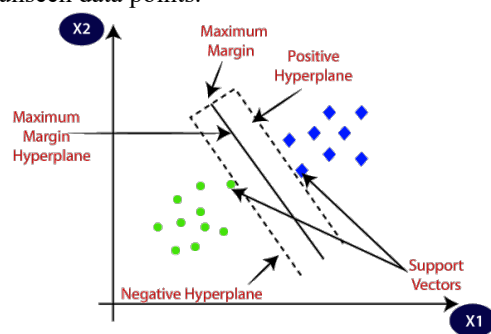 unseen data points.
X2
Maximum
Margin
Positive
Hyperplane
Maximum
Margin
Hyperplane
Support
Vectors
Negative Hyperplane
X1